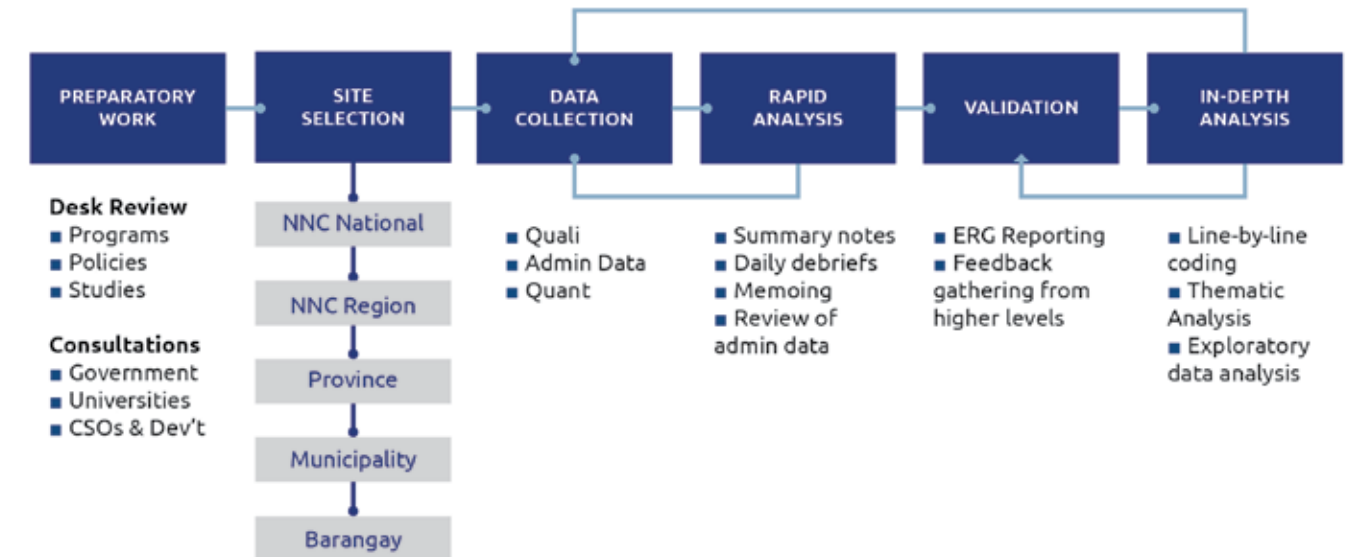 PREPARATORY
WORK
SITE
SELECTION
DATA
COLLECTION
RAPID
ANALYSIS
VALIDATION
IN-DEPTH
ANALYSIS
Desk Review
■ Programs
■ Policies
■ Studies
Consultations
■ Government
■ Universities
■ CSOs & Dev't
NNC National
NNC Region
Province
Municipality
Barangay
■ Quali
■ Admin Data
■ Quant
■ Summary notes
■ Daily debriefs
■ Memoing
■ Review of
admin data
■ ERG Reporting
■ Feedback
gathering from
higher levels
■ Line-by-line
coding
■ Thematic
Analysis
■ Exploratory
data analysis